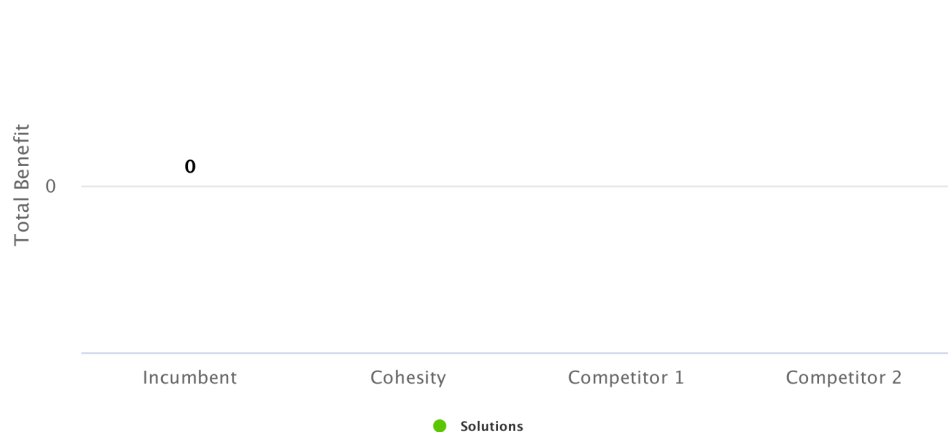 Total Benefit
0
0
Incumbent Cohesity Competitor 1 Competitor 2
Solutions